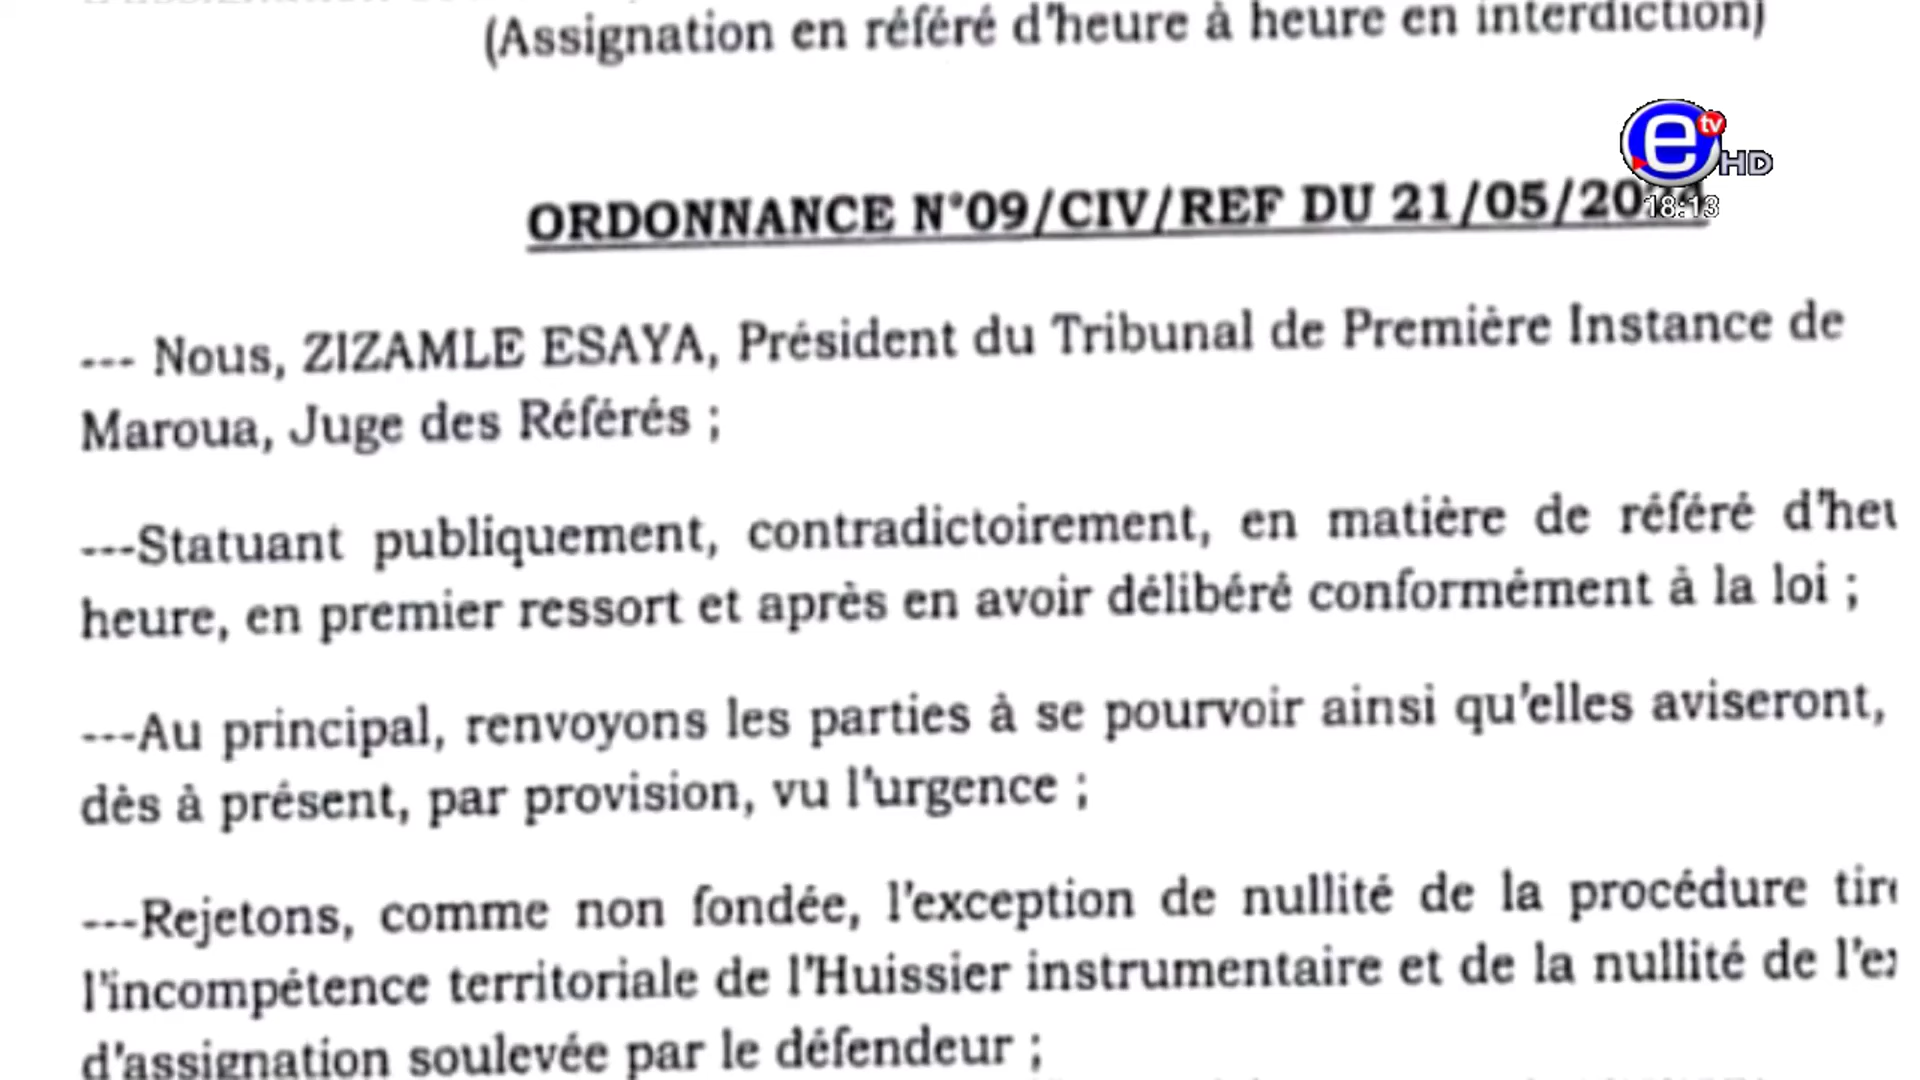 (Assignation en référé d'heure à heure en interdiction)
e tv HD
18:13
ORDONNANCE N°09/CIV/REF DU 21/05/20
--- Nous, ZIZAMLE ESAYA, Président du Tribunal de Première Instance de
Maroua, Juge des Référés ;
---Statuant publiquement, contradictoirement, en matière de référé d'heu
heure, en premier ressort et après en avoir délibéré conformément à la loi ;
---Au principal, renvoyons les parties à se pourvoir ainsi qu'elles aviseront,
dès à présent, par provision, vu l'urgence ;
---Rejetons, comme non fondée, l'exception de nullité de la procédure tiré
l'incompétence territoriale de l'Huissier instrumentaire et de la nullité de l'ex
d'assignation soulevée par le défendeur ;